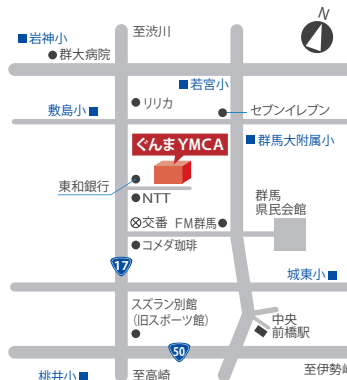 至渋川
N
岩神小
群大病院
若宮小
リリカ
セブンイレブン
敷島小
ぐんまYMCA
群馬大附属小
東和銀行
NTT
群馬
県民会館
交番
FM群馬
コメダ珈琲
17
城東小
スズラン別館
(旧スポーツ館)
中央
前橋駅
50
至伊勢崎
桃井小
至高崎